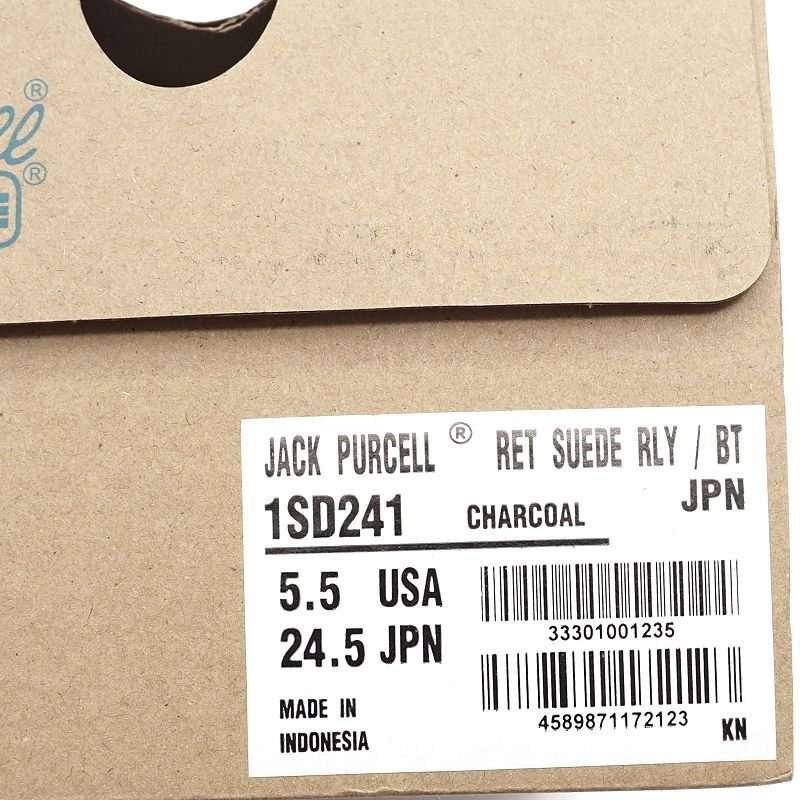 ell®
®
JACK PURCELL® RET SUEDE RLY / BT
1SD241 CHARCOAL JPN
5.5 USA
24.5 JPN
33301001235
4589871172123
MADE IN
INDONESIA
KN